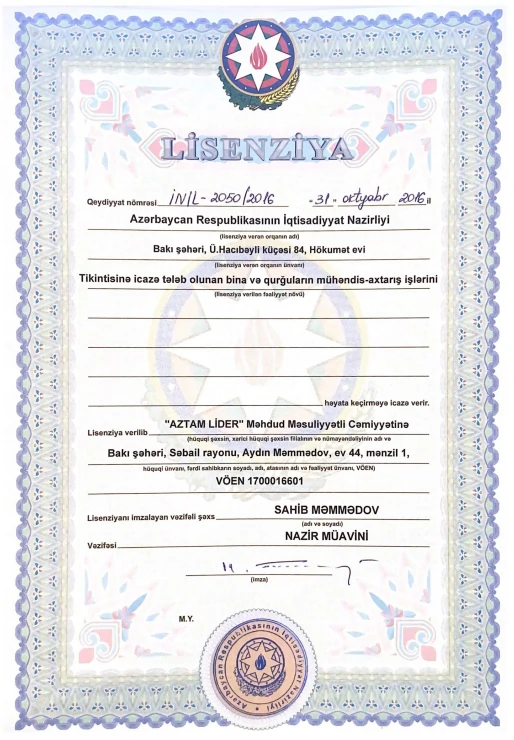 LİSENZİYA
Qeydiyyat nömrəsi İN/L - 2050/2016 "31" oktyabr 2016 il
Azərbaycan Respublikasının İqtisadiyyat Nazirliyi
(lisenziya verən orqanın adı)
Bakı şəhəri, Ü.Hacıbəyli küçəsi 84, Hökumət evi
(lisenziya verən orqanın ünvanı)
Tikintisinə icazə tələb olunan bina və qurğuların mühəndis-axtarış işlərini
(lisenziya verilən fəaliyyət növü)
həyata keçirməyə icazə verir.
"AZTAM LİDER" Məhdud Məsuliyyətli Cəmiyyətinə
Lisenziya verilib
(hüquqi şəxsin, xarici hüquqi şəxsin filialının və nümayəndəliyinin adı və
Bakı şəhəri, Səbail rayonu, Aydın Məmmədov, ev 44, mənzil 1,
hüquqi ünvanı, fərdi sahibkarın soyadı, adı, atasının adı və fəaliyyət ünvanı, VÖEN)
VÖEN 1700016601
Lisenziyanı imzalayan vəzifəli şəxs SAHİB MƏMMƏDOV
(adı və soyadı)
Vəzifəsi NAZİR MÜAVİNİ
(imza)
M.Y.
Azərbaycan Respublikasının İqtisadiyyat Nazirliyi